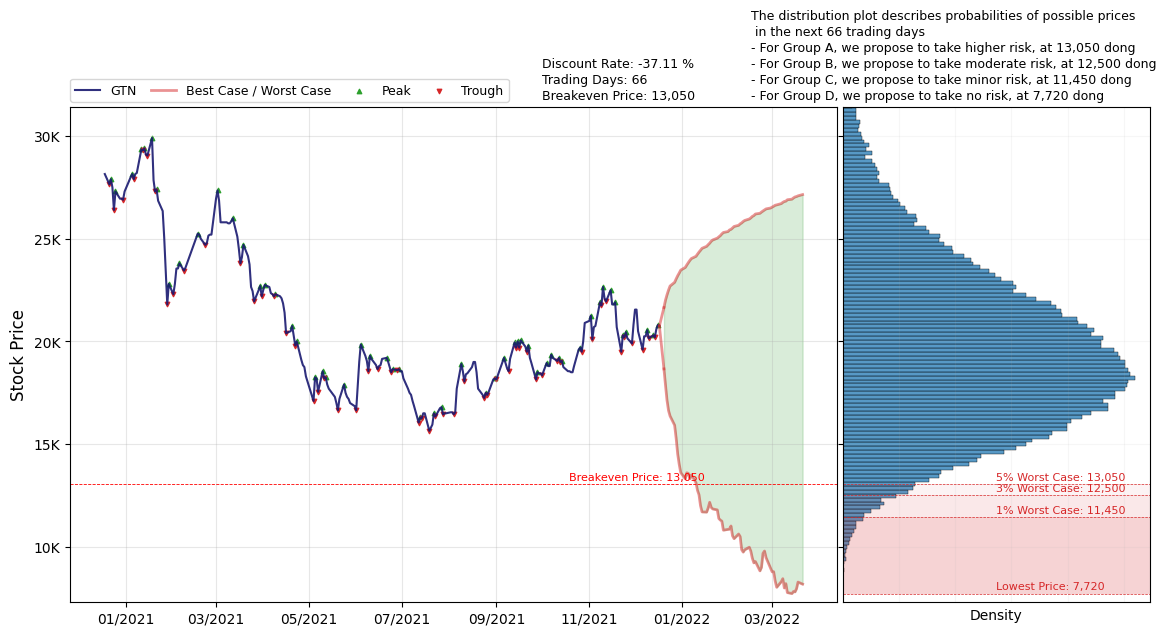 The distribution plot describes probabilities of possible prices
in the next 66 trading days
- For Group A, we propose to take higher risk, at 13,050 dong
- For Group B, we propose to take moderate risk, at 12,500 dong
- For Group C, we propose to take minor risk, at 11,450 dong
- For Group D, we propose to take no risk, at 7,720 dong
Discount Rate: -37.11 %
Trading Days: 66
Breakeven Price: 13,050
GTN
Best Case / Worst Case
Peak
Trough
Stock Price
30K
25K
20K
15K
10K
Breakeven Price: 13,050
5% Worst Case: 13,050
3% Worst Case: 12,500
1% Worst Case: 11,450
Lowest Price: 7,720
01/2021
03/2021
05/2021
07/2021
09/2021
11/2021
01/2022
03/2022
Density